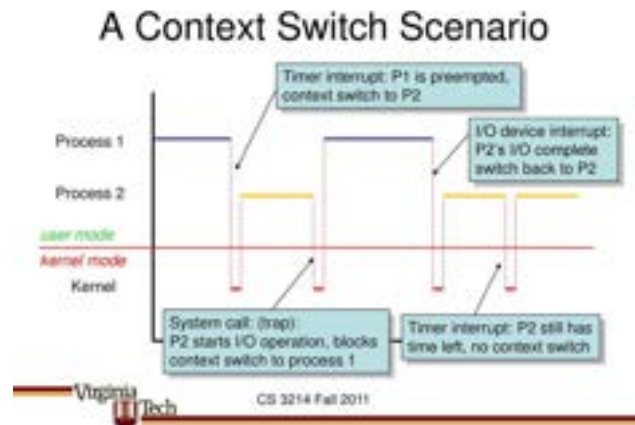 A Context Switch Scenario
Timer interrupt: P1 is preempted,
context switch to P2
Process 1
I/O device interrupt:
P2's I/O complete
switch back to P2
Process 2
user mode
kernel mode
Kernel
System call: (trap):
P2 starts I/O operation, blocks
context switch to process 1
Timer interrupt: P2 still has
time left, no context switch
Virginia
Tech
CS 3214 Fall 2011